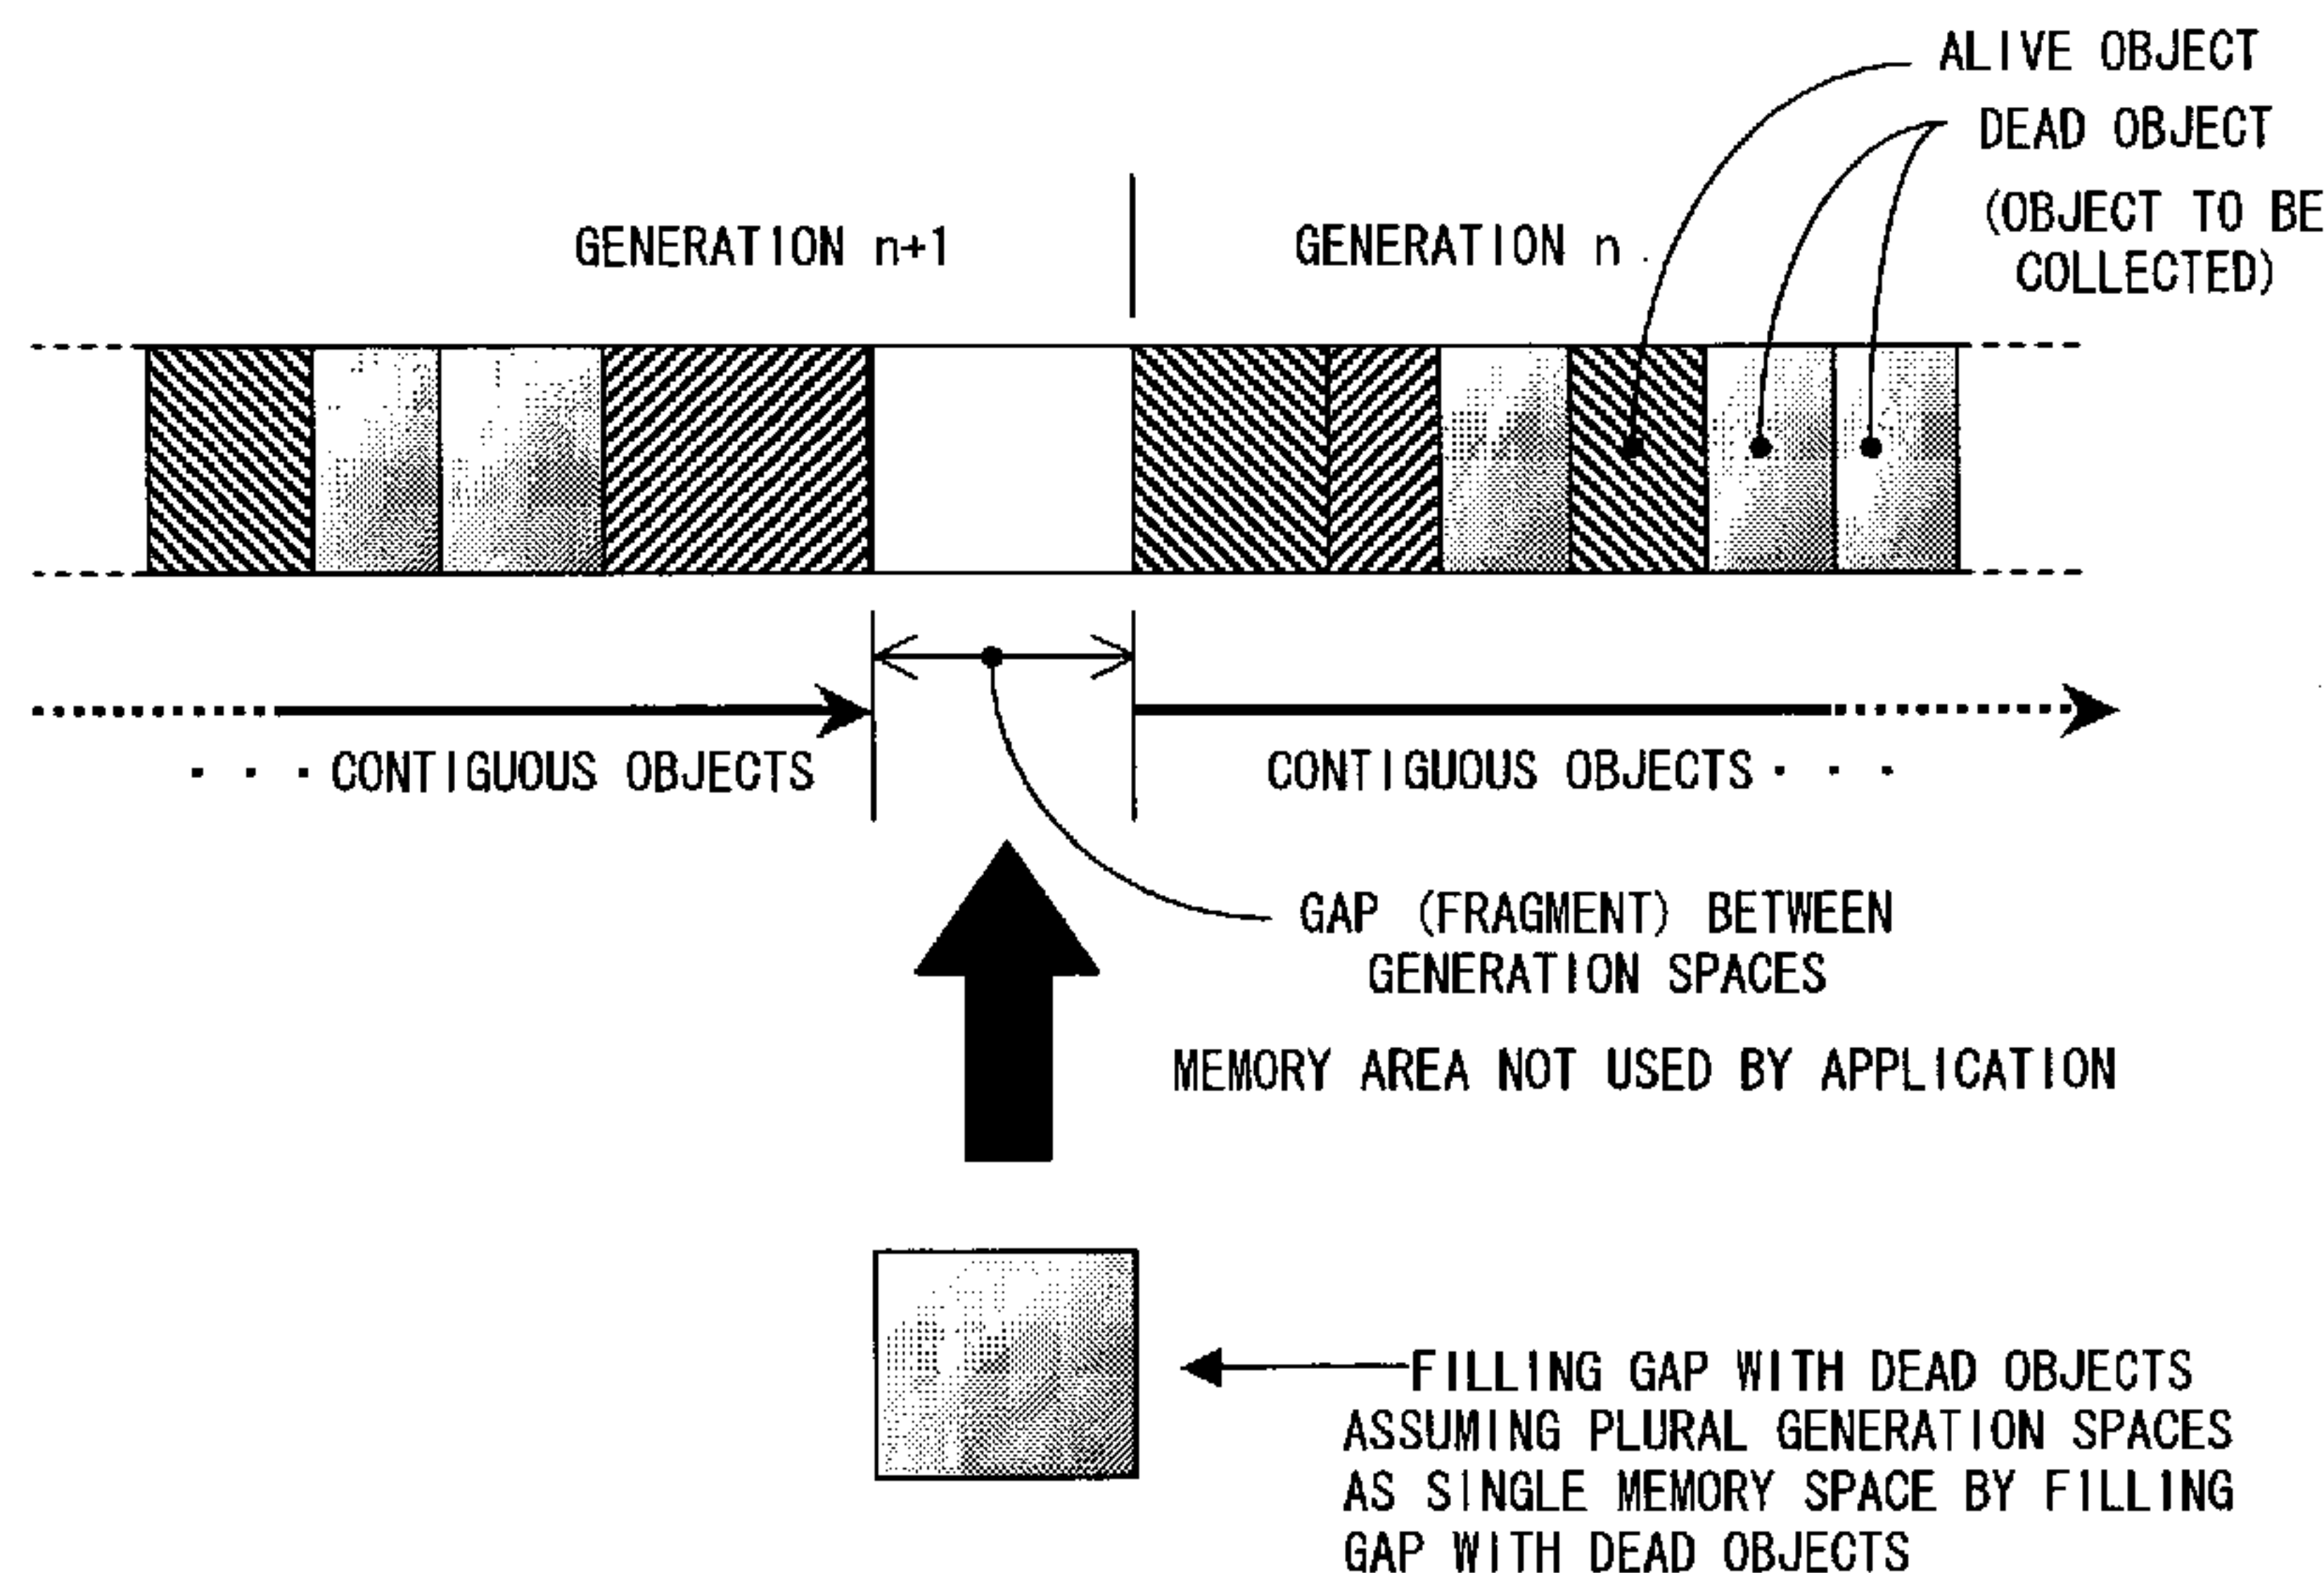 ALIVE OBJECT
DEAD OBJECT
(OBJECT TO BE
COLLECTED)
GENERATION n+1
GENERATION n
· · · CONTIGUOUS OBJECTS
CONTIGUOUS OBJECTS · · ·
GAP (FRAGMENT) BETWEEN
GENERATION SPACES
MEMORY AREA NOT USED BY APPLICATION
FILLING GAP WITH DEAD OBJECTS
ASSUMING PLURAL GENERATION SPACES
AS SINGLE MEMORY SPACE BY FILLING
GAP WITH DEAD OBJECTS